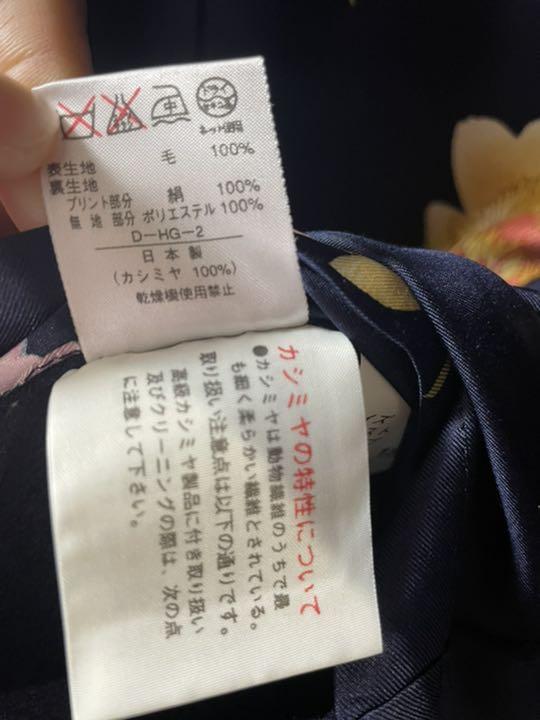 表生地 毛 100%
裏生地
プリント部分 絹 100%
無地部分 ポリエステル 100%
D-HG-2
日本製
(カシミヤ 100%)
乾燥機使用禁止
カシミヤの特性について
●カシミヤは動物繊維のうちで最
も細く柔らかい繊維とされている。
取り扱い注意点は以下の通りです。
高級カシミヤ製品に付き取り扱い
及びクリーニングの際は、次の点
に注意して下さい。